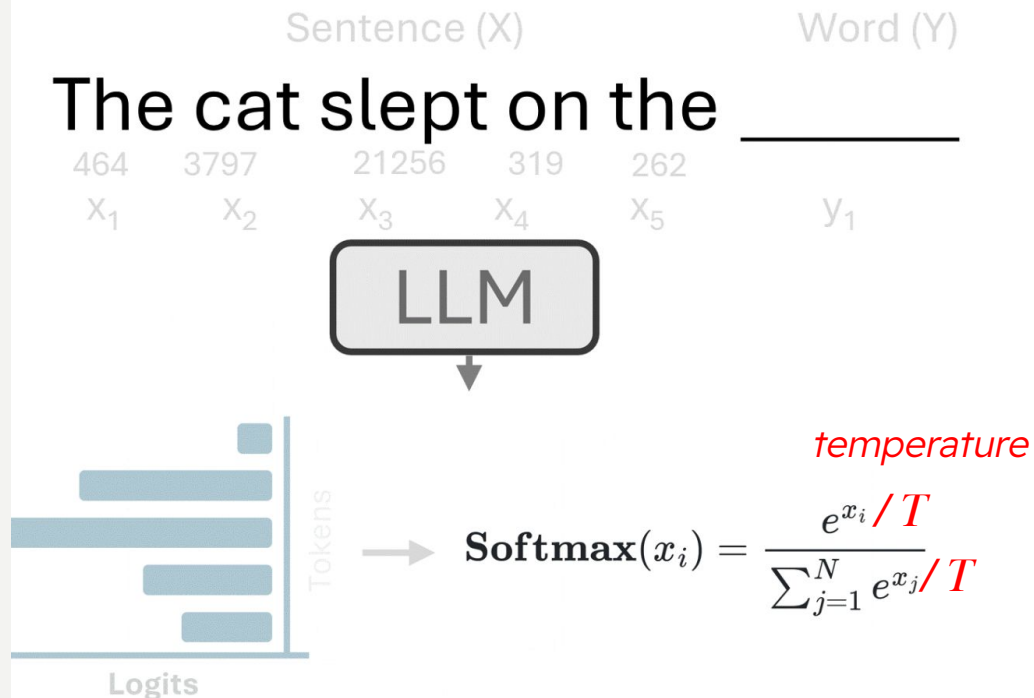 Sentence (X) Word (Y)
The cat slept on the ______
464 3797 21256 319 262
x₁ x₂ x₃ x₄ x₅ y₁
LLM
temperature
Tokens
Softmax(xᵢ) = e^{xᵢ} / T / ∑_{j=1}^{N} e^{xⱼ} / T
Logits